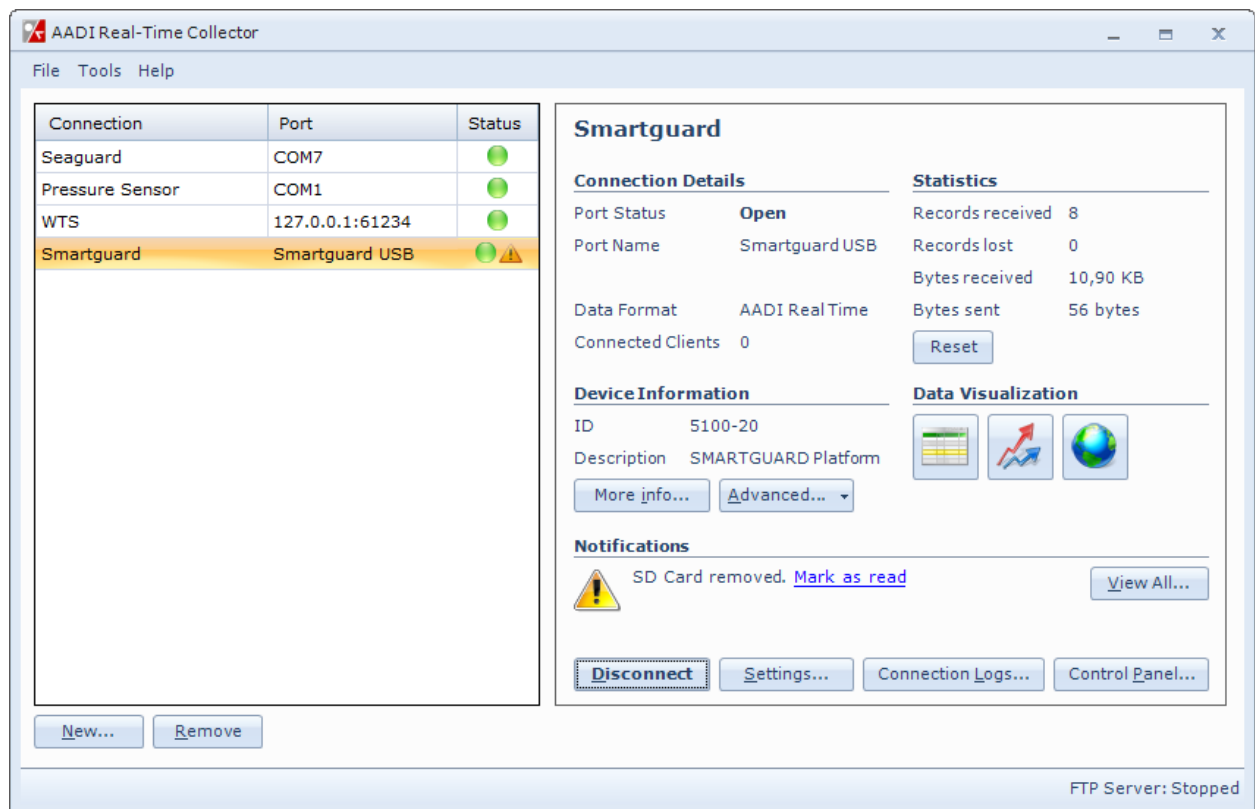 AADI Real-Time Collector
File Tools Help
Connection Port Status
Seaguard COM7
Pressure Sensor COM1
WTS 127.0.0.1:61234
Smartguard Smartguard USB
New... Remove
Smartguard
Connection Details
Port Status Open
Port Name Smartguard USB
Data Format AADI Real Time
Connected Clients 0
Statistics
Records received 8
Records lost 0
Bytes received 10,90 KB
Bytes sent 56 bytes
Reset
Device Information
ID 5100-20
Description SMARTGUARD Platform
More info... Advanced...
Data Visualization
Notifications
SD Card removed. Mark as read
View All...
Disconnect Settings... Connection Logs... Control Panel...
FTP Server: Stopped